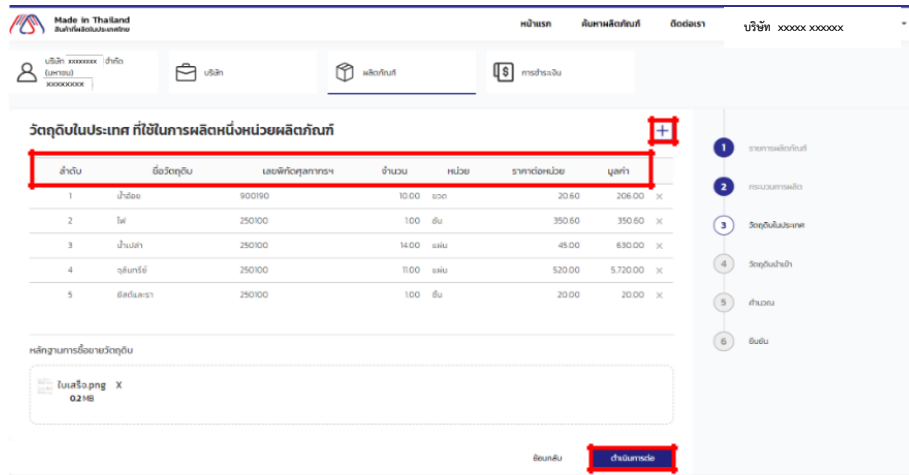 Made in Thailand
สินค้าที่ผลิตในประเทศไทย
หน้าแรก
ค้นหาผลิตภัณฑ์
ติดต่อเรา
บริษัท xxxxx xxxxxx
บริษัท xxxxxxxx จำกัด
(มหาชน)
xxxxxxxxx
บริษัท
ผลิตภัณฑ์
การชำระเงิน
วัตถุดิบในประเทศ ที่ใช้ในการผลิตหนึ่งหน่วยผลิตภัณฑ์
ลำดับ ชื่อวัตถุดิบ เลขพิกัดศุลกากรฯ จำนวน หน่วย ราคาต่อหน่วย มูลค่า
1 น้ำอ้อย 900190 10.00 ขวด 20.60 206.00
2 ไฟ 250100 1.00 อัน 350.60 350.60
3 น้ำเปล่า 250100 14.00 แผ่น 45.00 630.00
4 จุลินทรีย์ 250100 11.00 แผ่น 520.00 5,720.00
5 ยีสต์และรา 250100 1.00 ชิ้น 20.00 20.00
หลักฐานการซื้อขายวัตถุดิบ
ใบเสร็จ.png X
0.2 MB
ย้อนกลับ
ดำเนินการต่อ
1 รายการผลิตภัณฑ์
2 กระบวนการผลิต
3 วัตถุดิบในประเทศ
4 วัตถุดิบนำเข้า
5 คำนวณ
6 ยืนยัน